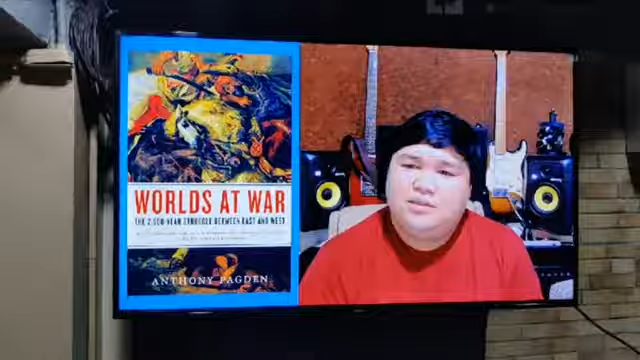 WORLDS AT WAR
THE 2,500-YEAR STRUGGLE BETWEEN EAST AND WEST
ANTHONY PAGDEN